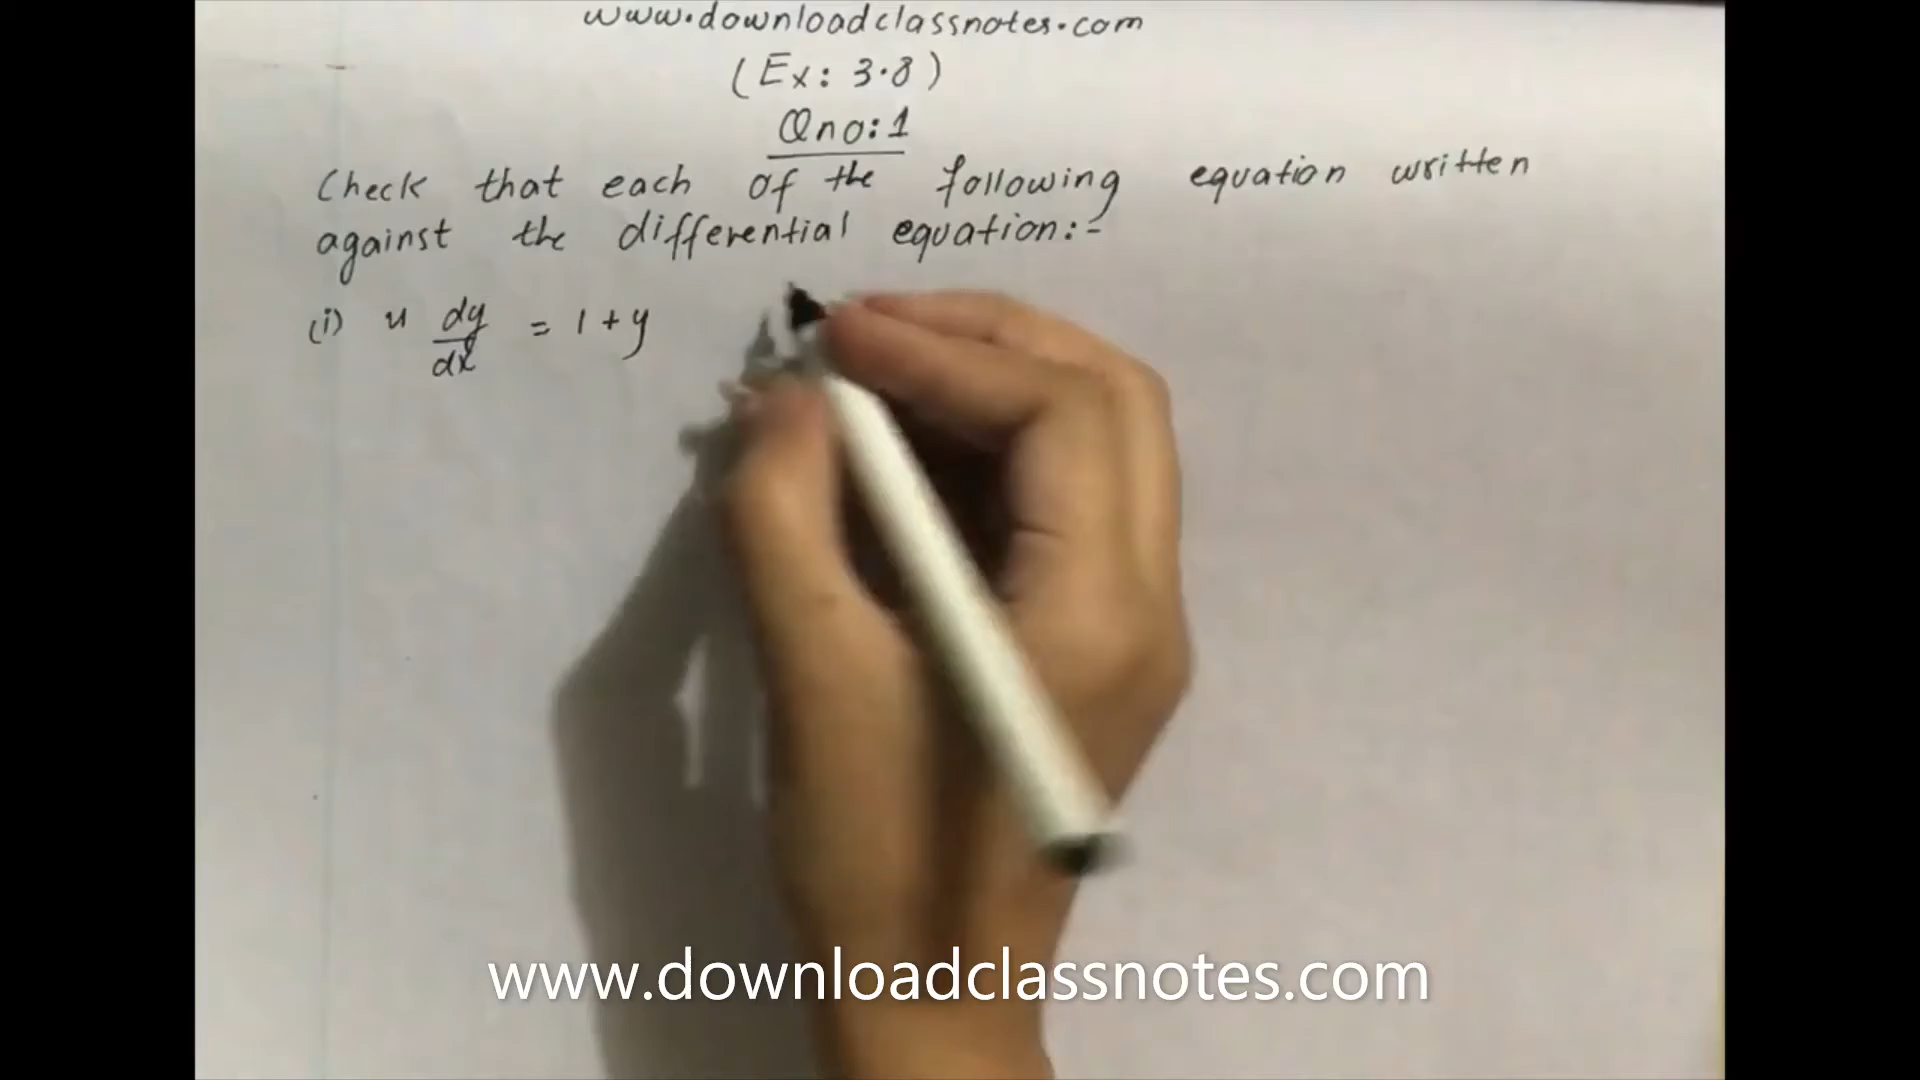 www.downloadclassnotes.com
(Ex: 3.8)
Qno:1
Check that each of the following equation written
against the differential equation:-
(i) x dy/dx = 1 + y
www.downloadclassnotes.com